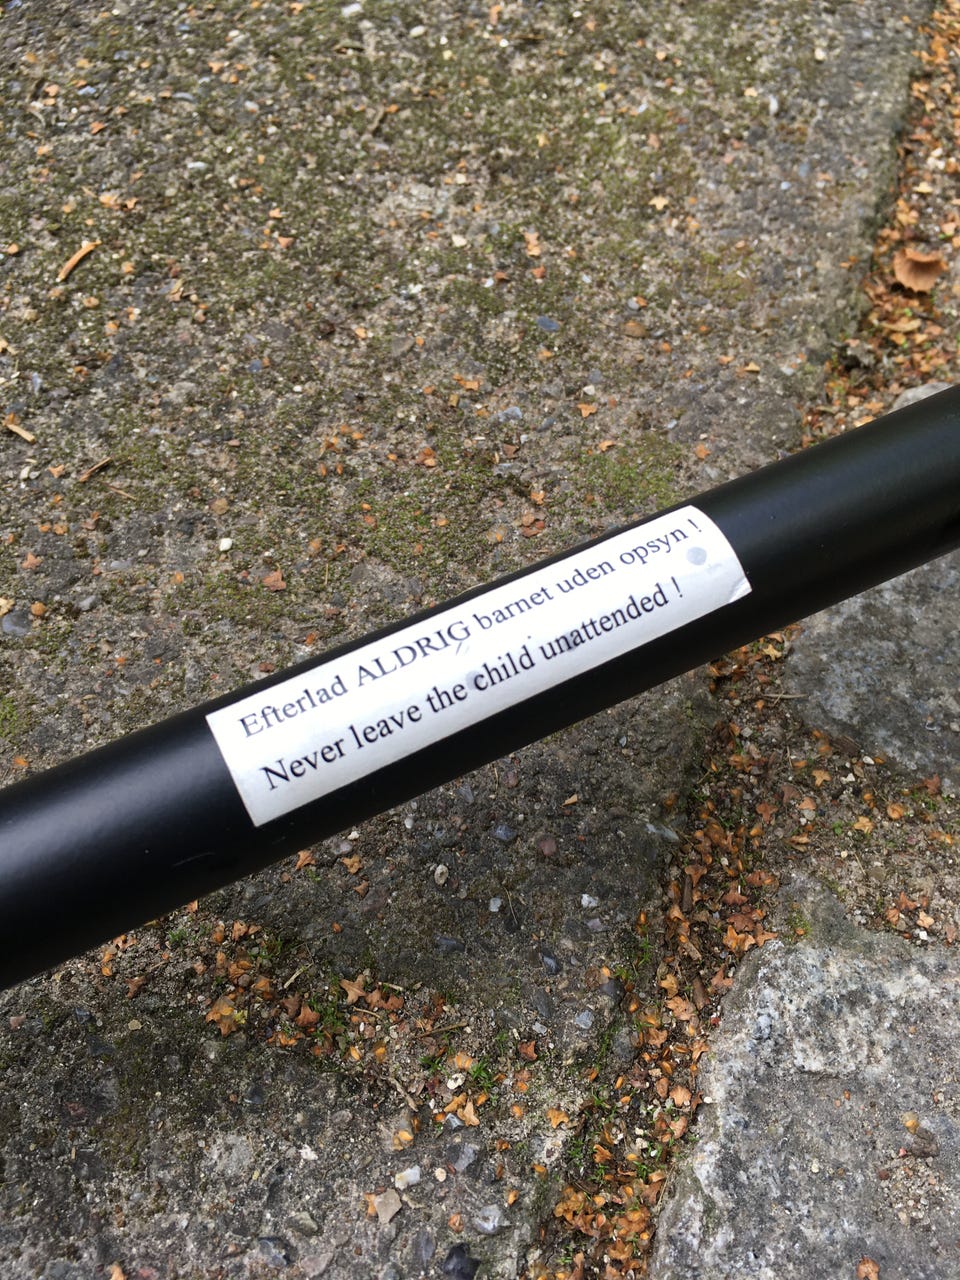 Efterlad ALDRIG barnet uden opsyn !
Never leave the child unattended !